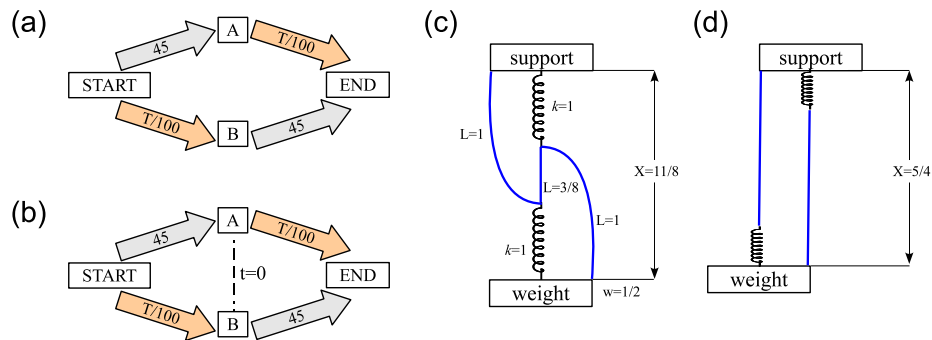 (a)
45
A
T/100
START
END
T/100
B
45
(b)
45
A
T/100
START
t=0
END
T/100
B
45
(c)
support
k=1
L=1
X=11/8
L=3/8
L=1
k=1
weight
w=1/2
(d)
support
X=5/4
weight